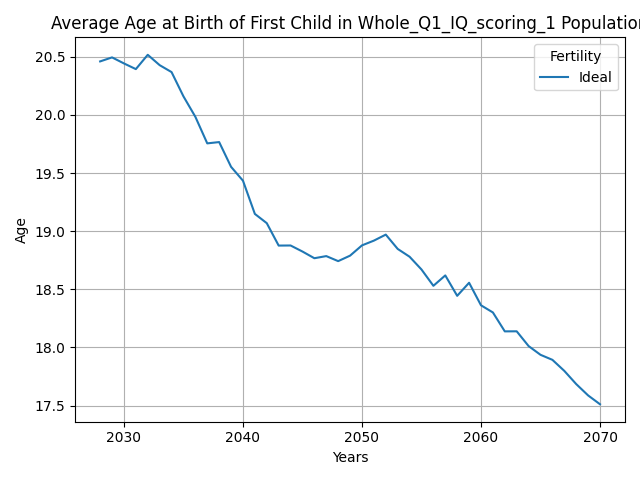 Average Age at Birth of First Child in Whole_Q1_IQ_scoring_1 Population
Fertility
Ideal
20.5
20.0
19.5
19.0
18.5
18.0
17.5
Age
2030 2040 2050 2060 2070
Years